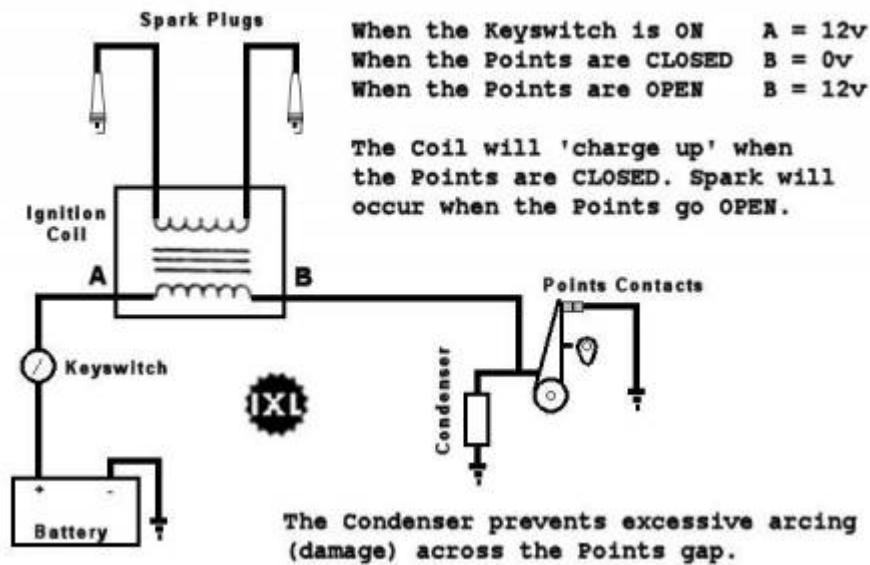 Spark Plugs
When the Keyswitch is ON A = 12v
When the Points are CLOSED B = 0v
When the Points are OPEN B = 12v
The Coil will 'charge up' when
the Points are CLOSED. Spark will
occur when the Points go OPEN.
Ignition
Coil
A
B
Points Contacts
Keyswitch
Condenser
IXL
+ -
Battery
The Condenser prevents excessive arcing
(damage) across the Points gap.